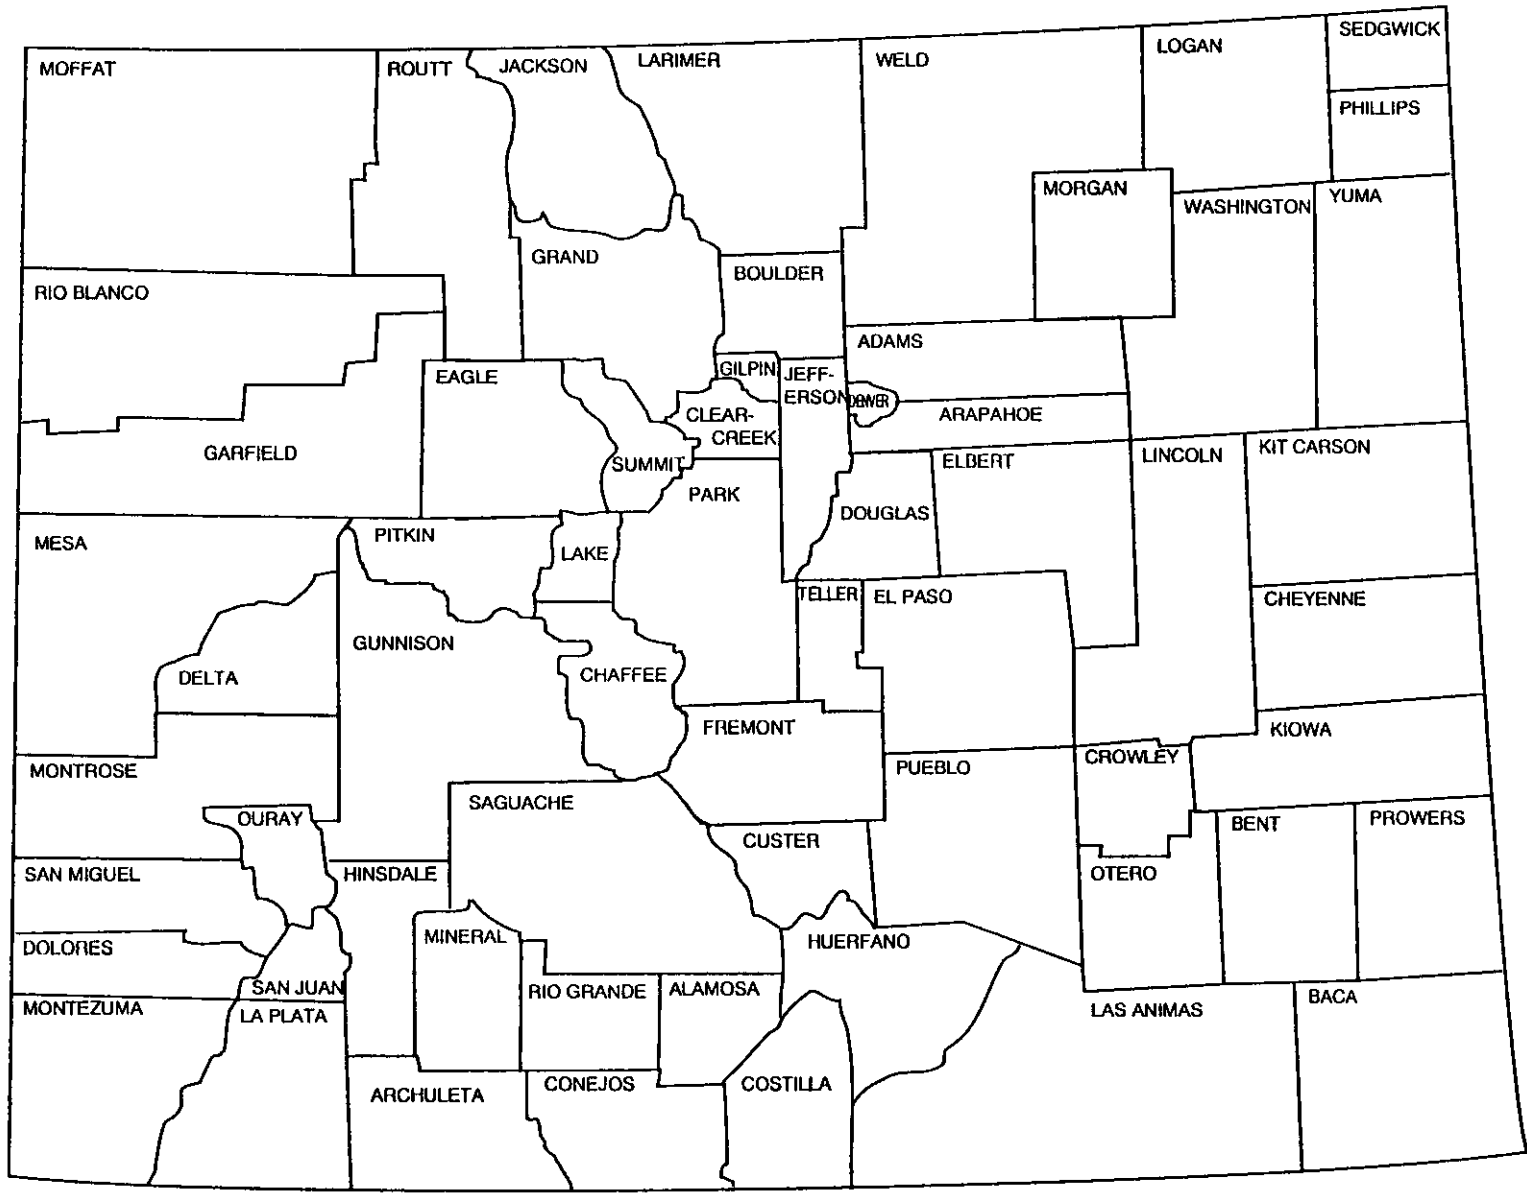 SEDGWICK
LOGAN
LARIMER
WELD
JACKSON
ROUTT
MOFFAT
PHILLIPS
MORGAN
YUMA
WASHINGTON
GRAND
BOULDER
RIO BLANCO
ADAMS
GILPIN
JEFF-
ERSON
EAGLE
DENVER
ARAPAHOE
CLEAR-
CREEK
KIT CARSON
GARFIELD
LINCOLN
ELBERT
SUMMIT
PARK
DOUGLAS
PITKIN
MESA
LAKE
TELLER
EL PASO
CHEYENNE
GUNNISON
CHAFFEE
DELTA
FREMONT
KIOWA
CROWLEY
PUEBLO
MONTROSE
SAGUACHE
OURAY
PROWERS
BENT
CUSTER
SAN MIGUEL
HINSDALE
OTERO
MINERAL
HUERFANO
DOLORES
SAN JUAN
RIO GRANDE
ALAMOSA
BACA
MONTEZUMA
LA PLATA
LAS ANIMAS
CONEJOS
COSTILLA
ARCHULETA